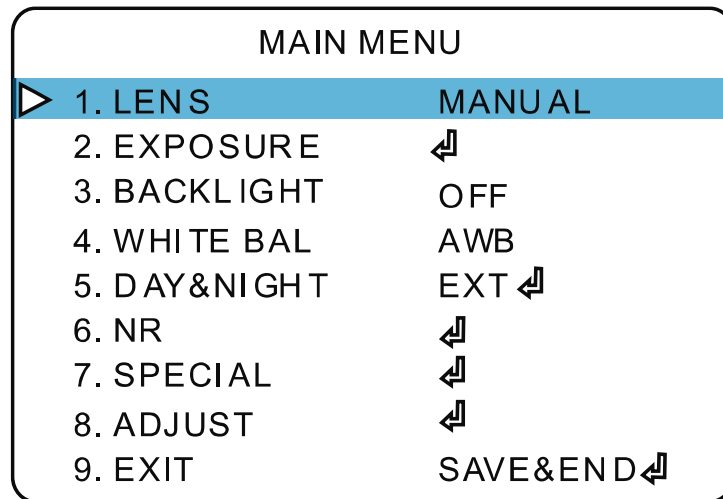 MAIN MENU
1. LENS MANUAL
2. EXPOSURE ↲
3. BACKLIGHT OFF
4. WHITE BAL AWB
5. DAY&NIGHT EXT ↲
6. NR ↲
7. SPECIAL ↲
8. ADJUST ↲
9. EXIT SAVE&END ↲